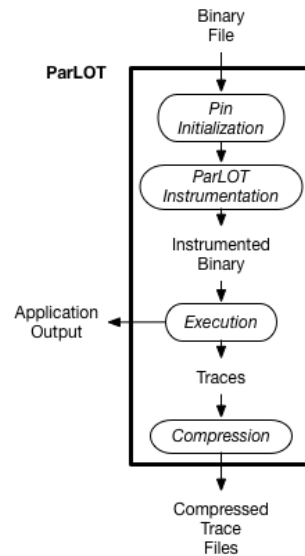 Binary
File
ParLOT
Pin
Initialization
ParLOT
Instrumentation
Instrumented
Binary
Application
Output
Execution
Traces
Compression
Compressed
Trace
Files